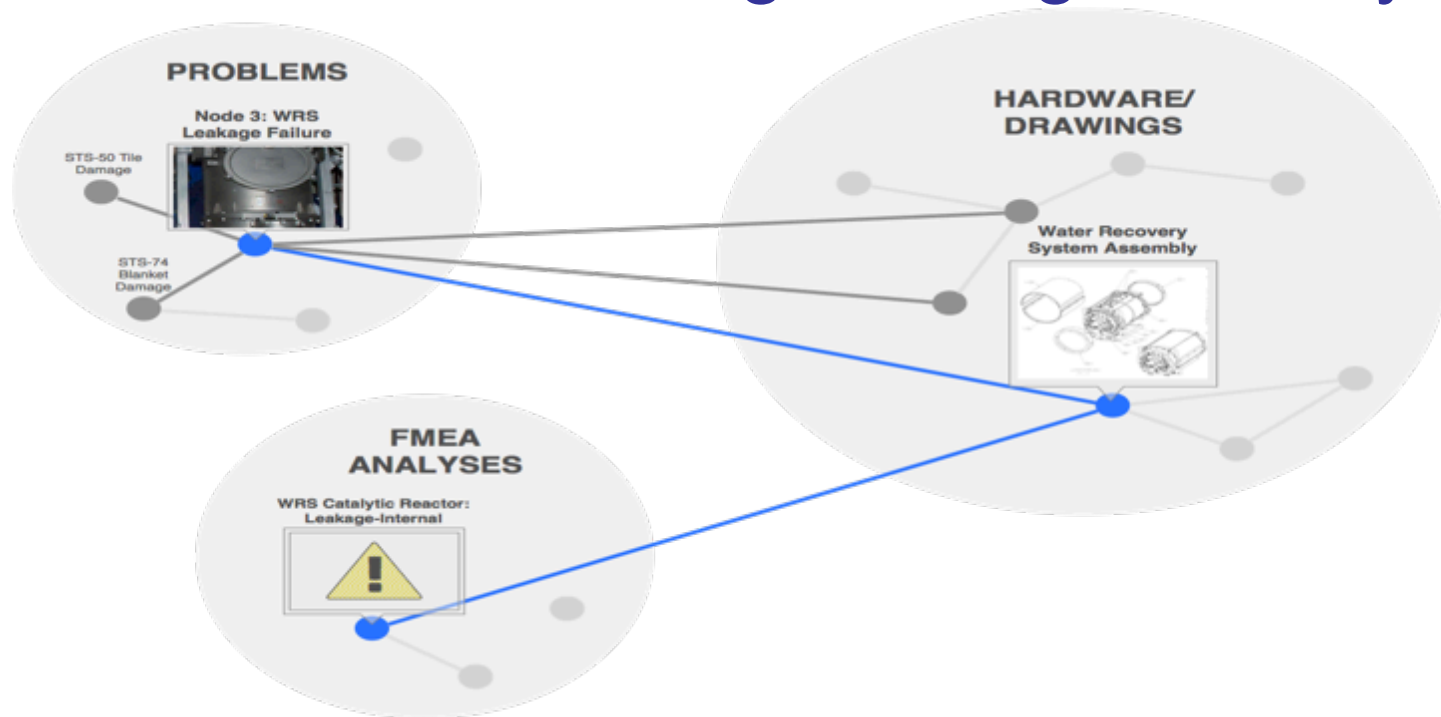 PROBLEMS
Node 3: WRS
Leakage Failure
STS-50 Tile
Damage
STS-74
Blanket
Damage
HARDWARE/
DRAWINGS
Water Recovery
System Assembly
FMEA
ANALYSES
WRS Catalytic Reactor:
Leakage-Internal
!